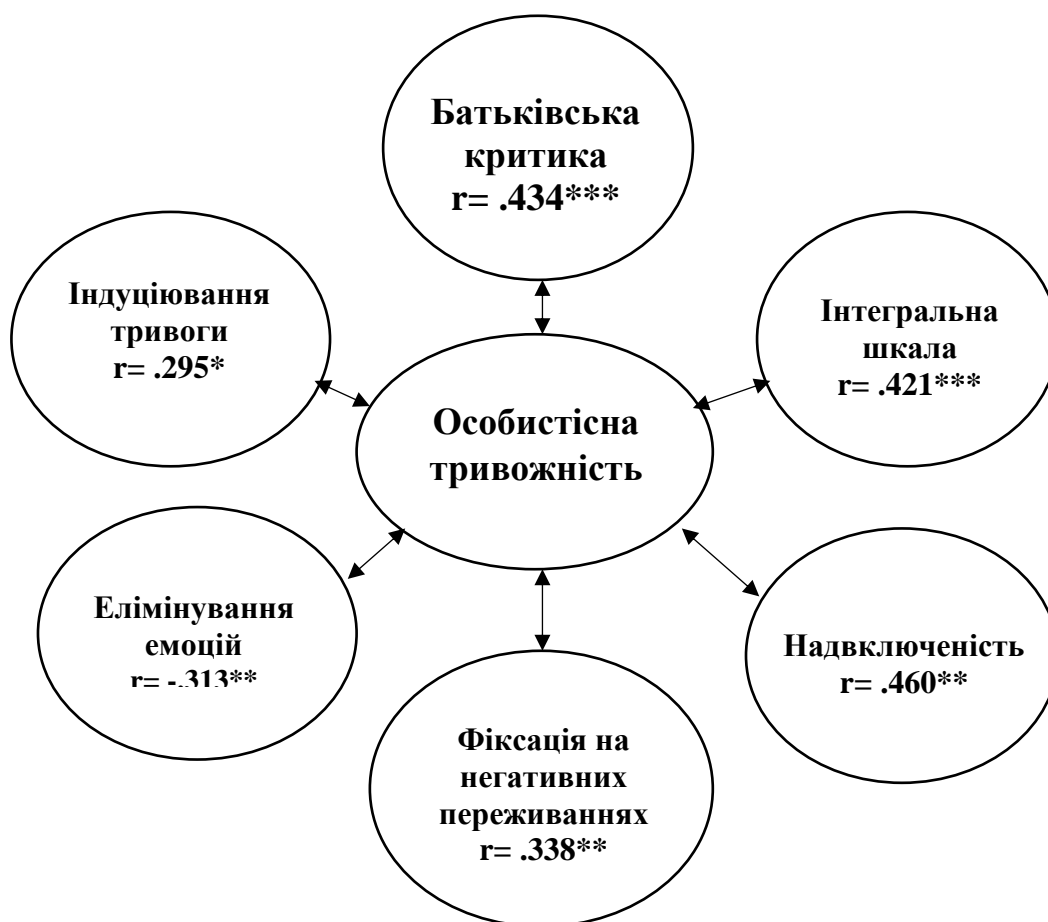 Батьківська
критика
r= .434***
Індуціювання
тривоги
r= .295*
Інтегральна
шкала
r= .421***
Особистісна
тривожність
Елімінування
емоцій
r= -.313**
Надвключеність
r= .460**
Фіксація на
негативних
переживаннях
r= .338**